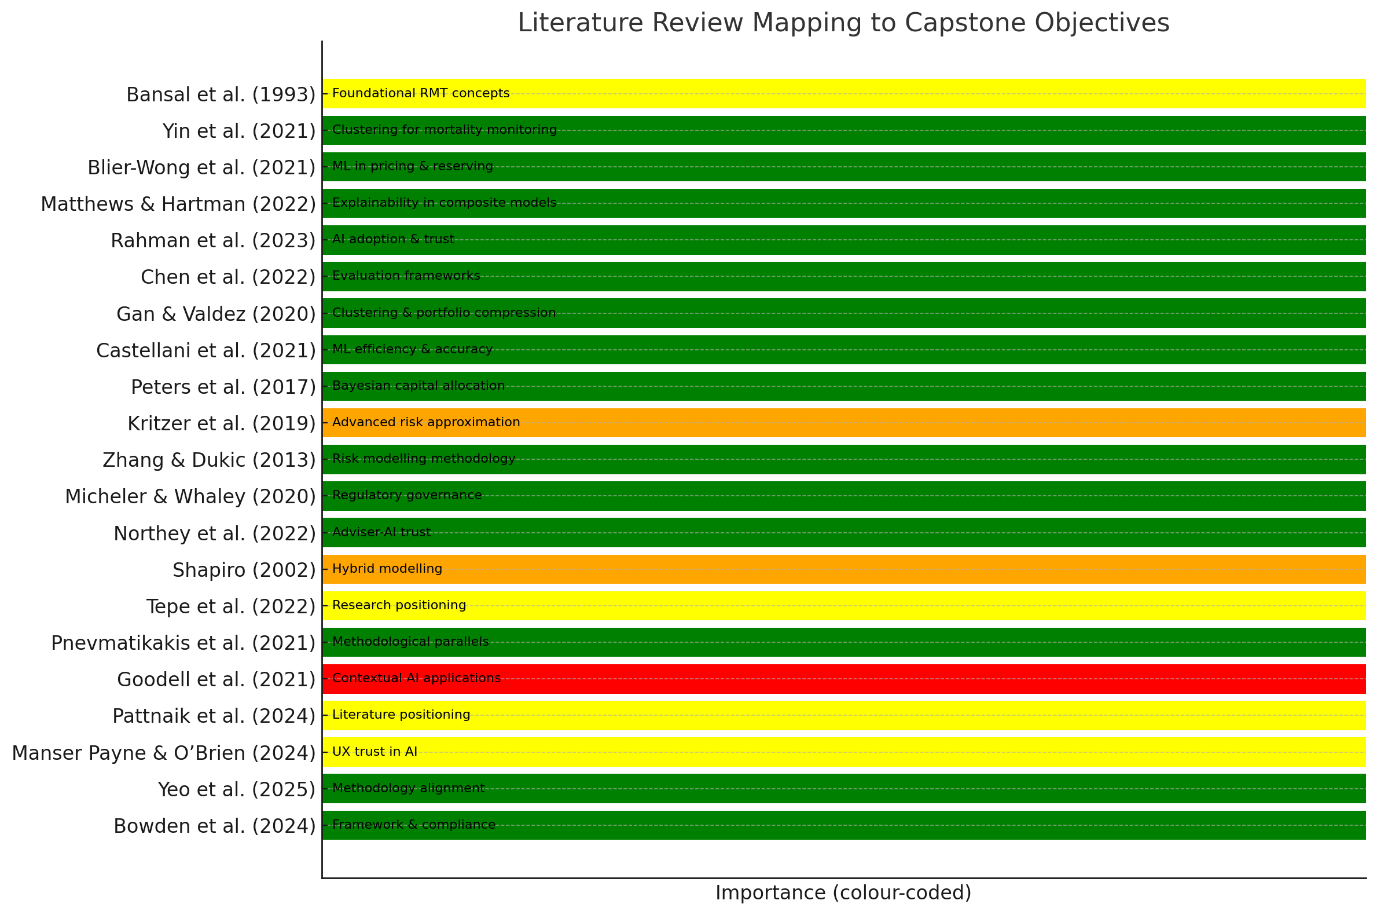 Literature Review Mapping to Capstone Objectives
Bansal et al. (1993) Foundational RMT concepts
Yin et al. (2021) Clustering for mortality monitoring
Blier-Wong et al. (2021) ML in pricing & reserving
Matthews & Hartman (2022) Explainability in composite models
Rahman et al. (2023) AI adoption & trust
Chen et al. (2022) Evaluation frameworks
Gan & Valdez (2020) Clustering & portfolio compression
Castellani et al. (2021) ML efficiency & accuracy
Peters et al. (2017) Bayesian capital allocation
Kritzer et al. (2019) Advanced risk approximation
Zhang & Dukic (2013) Risk modelling methodology
Micheler & Whaley (2020) Regulatory governance
Northey et al. (2022) Adviser-AI trust
Shapiro (2002) Hybrid modelling
Tepe et al. (2022) Research positioning
Pnevmatikakis et al. (2021) Methodological parallels
Goodell et al. (2021) Contextual AI applications
Pattnaik et al. (2024) Literature positioning
Manser Payne & O’Brien (2024) UX trust in AI
Yeo et al. (2025) Methodology alignment
Bowden et al. (2024) Framework & compliance
Importance (colour-coded)